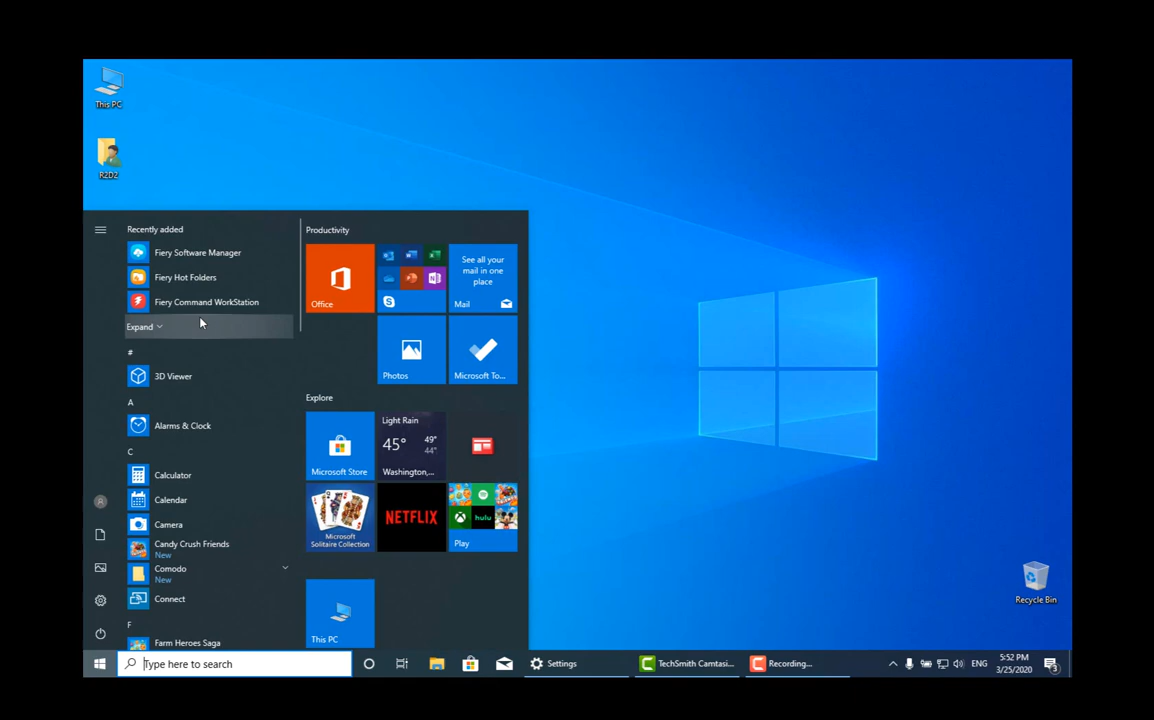 This PC
R2D2
Recently added
Fiery Software Manager
Fiery Hot Folders
Fiery Command WorkStation
Expand
#
3D Viewer
A
Alarms & Clock
C
Calculator
Calendar
Camera
Candy Crush Friends
New
Comodo
New
Connect
F
Farm Heroes Saga
Productivity
Office
See all
your mail in one
place
Mail
Photos
Microsoft To...
Explore
Microsoft Store
Light Rain
45° 49°
44°
Washington,...
Microsoft
Solitaire Collection
NETFLIX
hulu
Play
This PC
Recycle Bin
Type here to search
Settings
TechSmith Camtasi...
Recording...
ENG
5:52 PM
3/25/2020
3